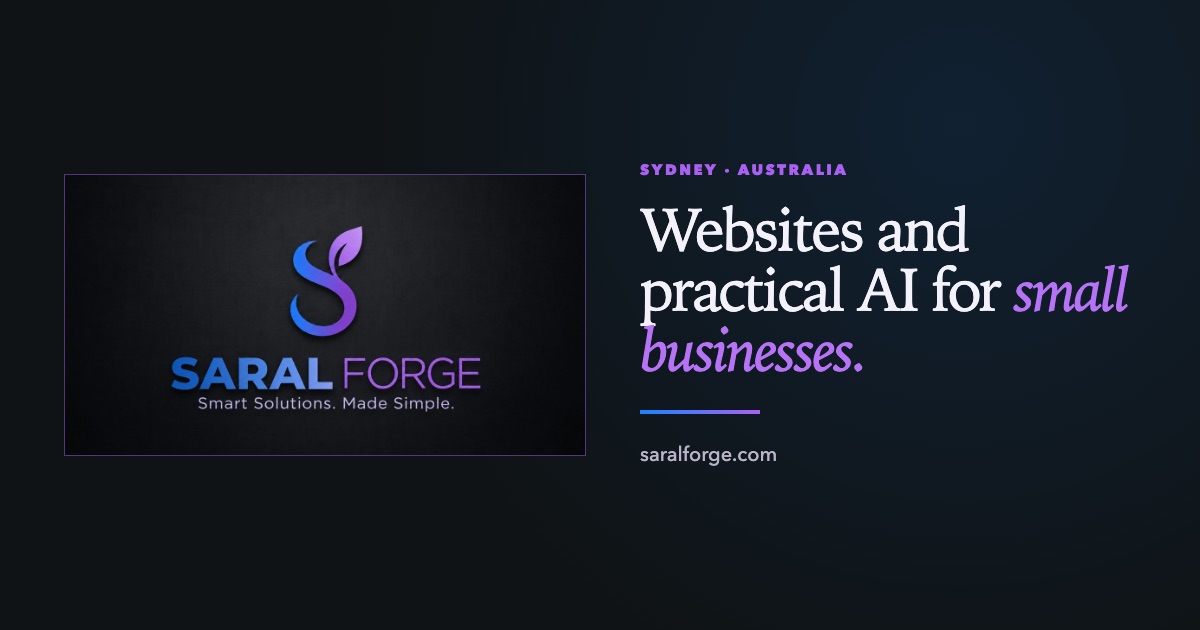 SARAL FORGE
Smart Solutions. Made Simple.
SYDNEY · AUSTRALIA
Websites and
practical AI for small
businesses.
saralforge.com